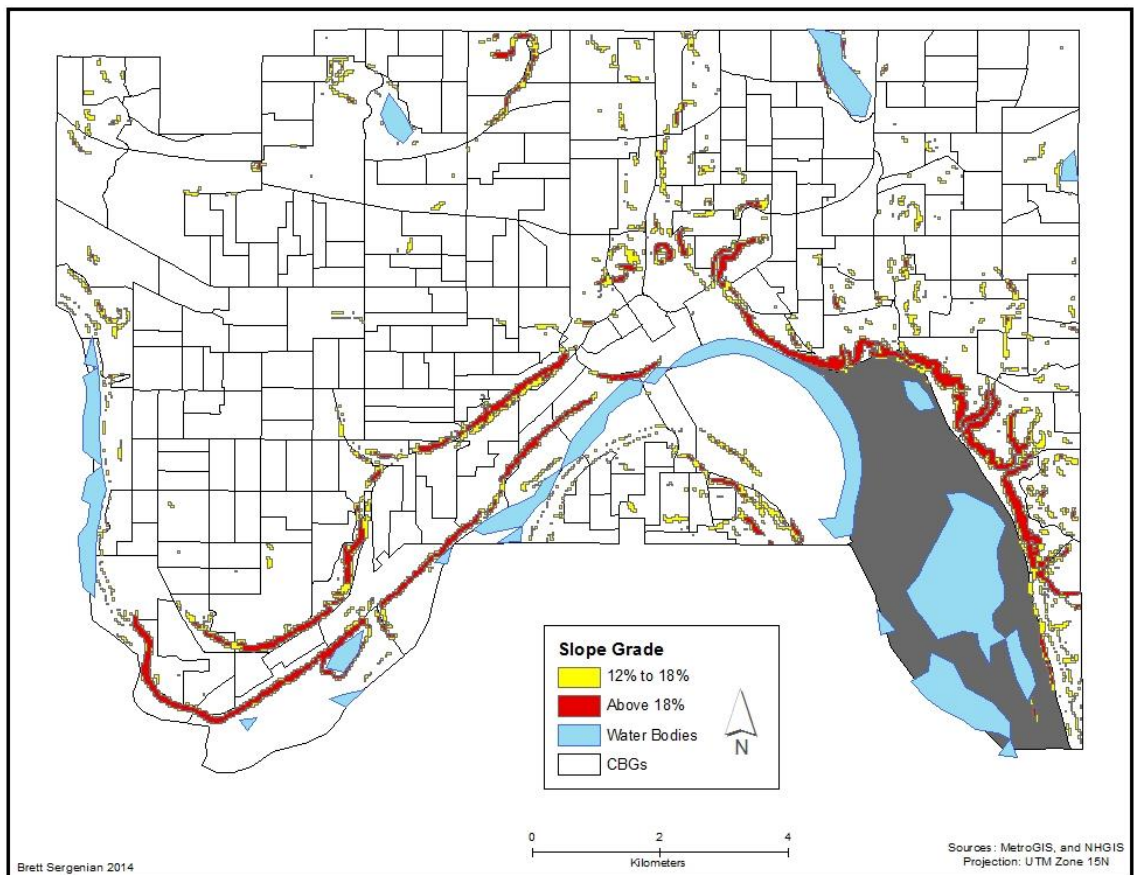 Slope Grade
12% to 18%
Above 18%
Water Bodies
CBGs
N
0 2 4
Kilometers
Brett Sergenian 2014
Sources: MetroGIS, and NHGIS
Projection: UTM Zone 15N